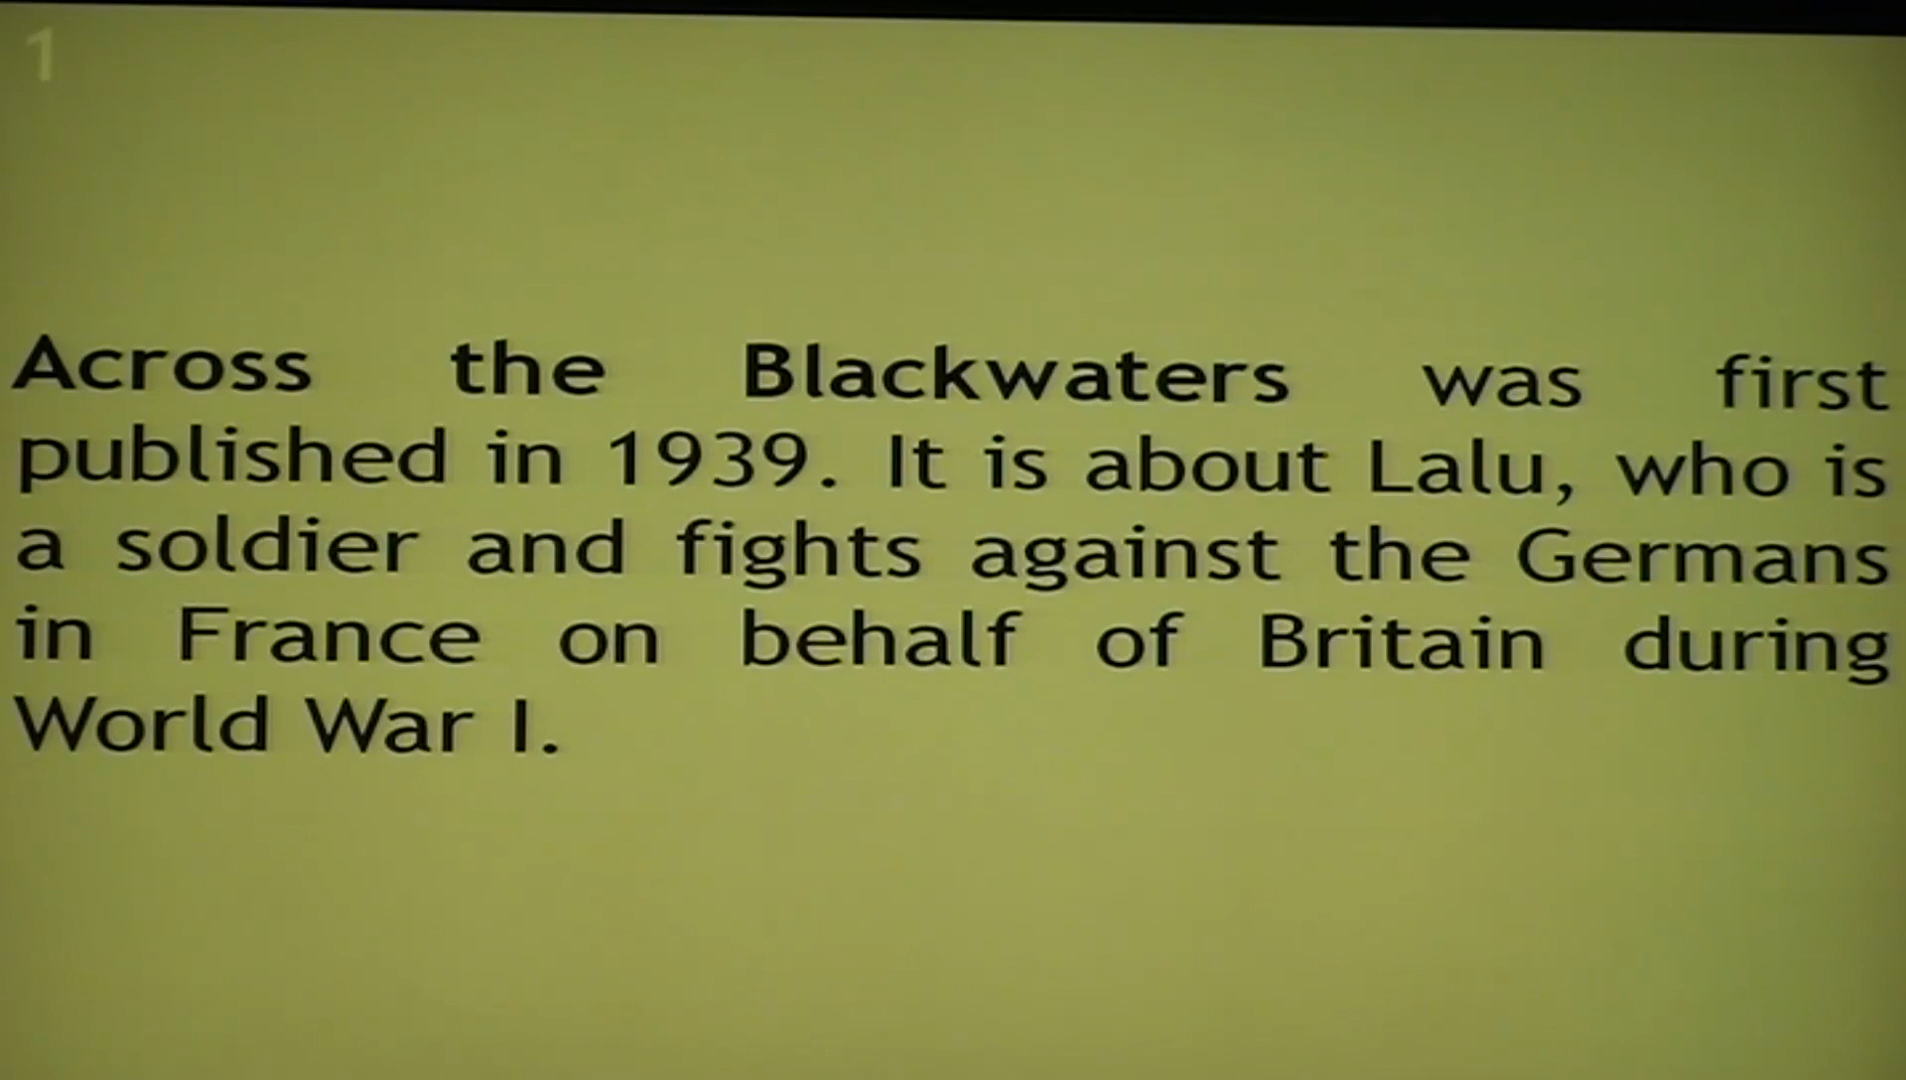 1
Across the Blackwaters was first
published in 1939. It is about Lalu, who is
a soldier and fights against the Germans
in France on behalf of Britain during
World War I.